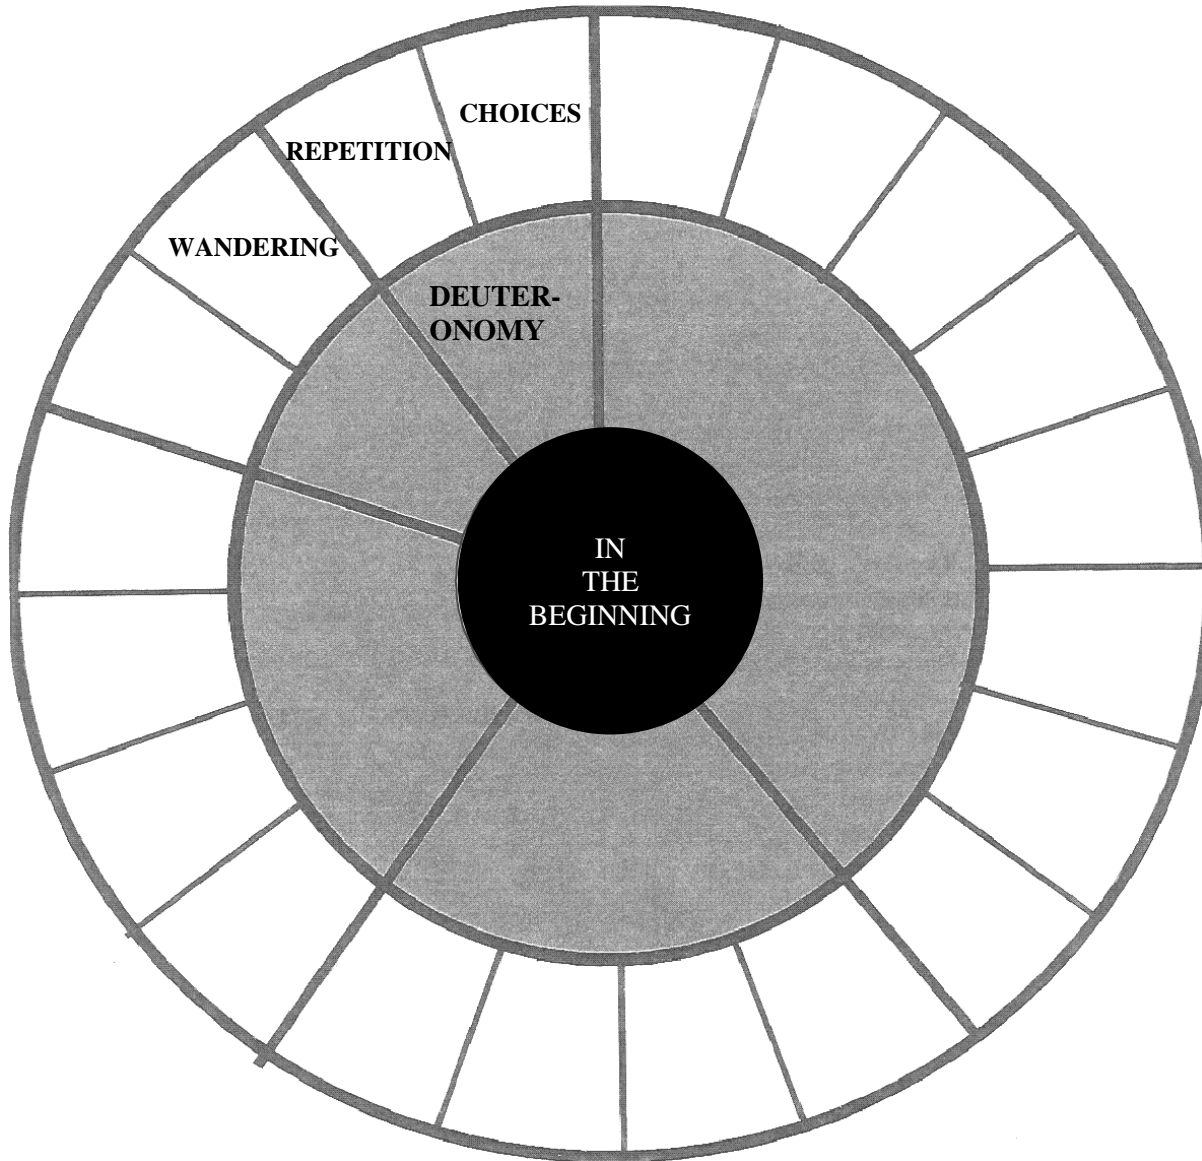 CHOICES
REPETITION
WANDERING
DEUTER-
ONOMY
IN
THE
BEGINNING